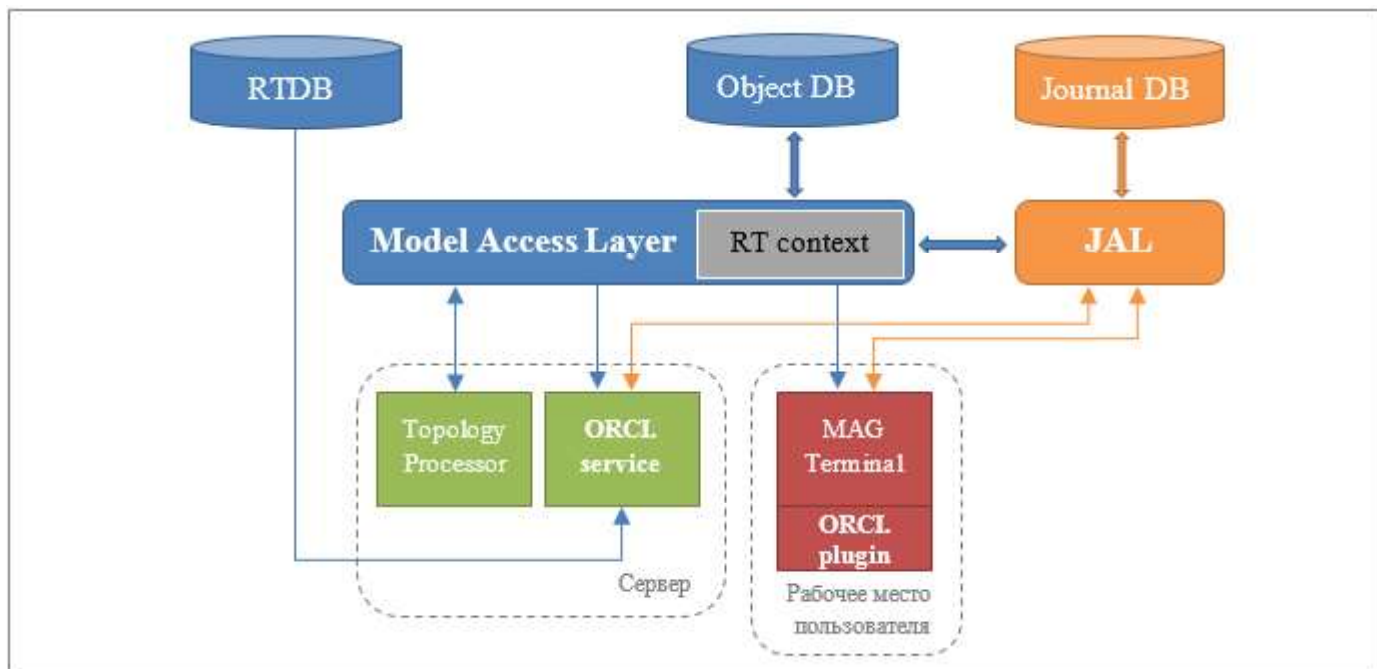 RTDB
Object DB
Journal DB
Model Access Layer
RT context
JAL
Topology
Processor
ORCL
service
MAG
Terminal
ORCL
plugin
Сервер
Рабочее место
пользователя